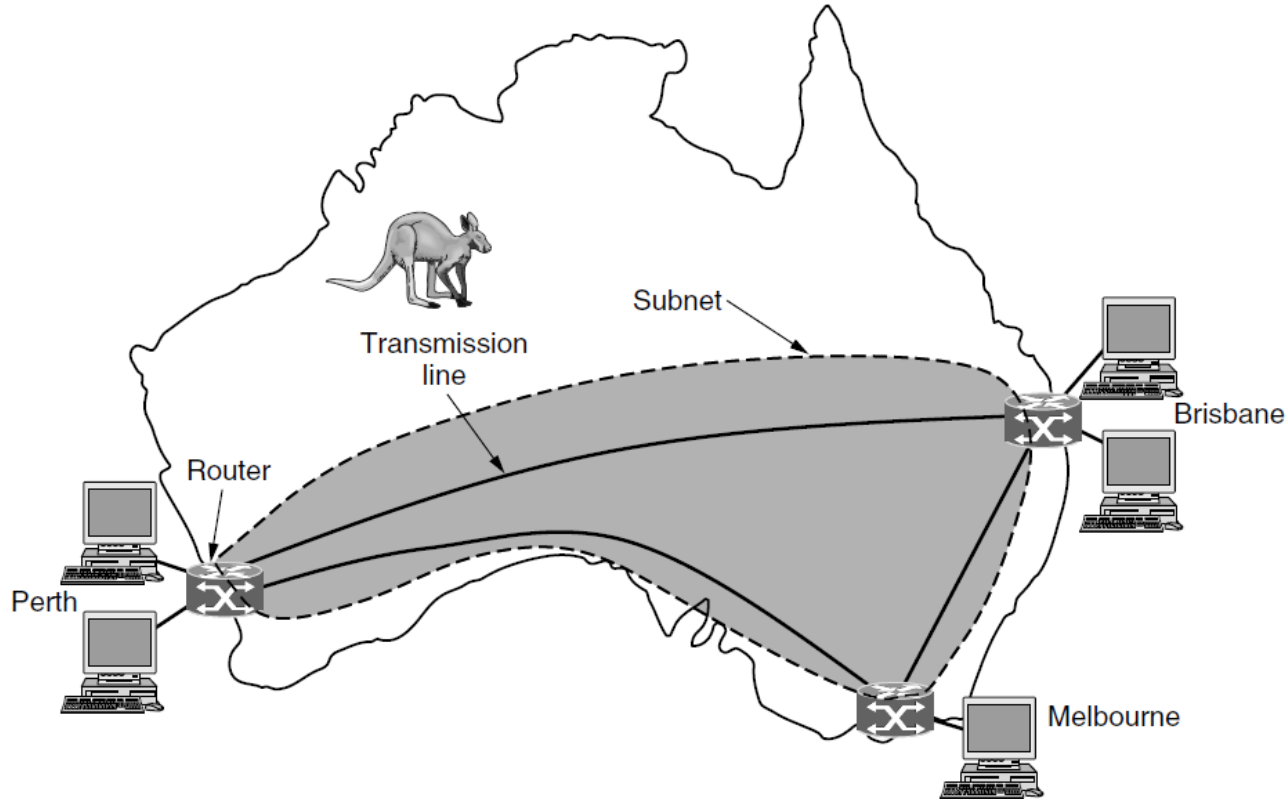 Subnet
Transmission
line
Brisbane
Router
Perth
Melbourne